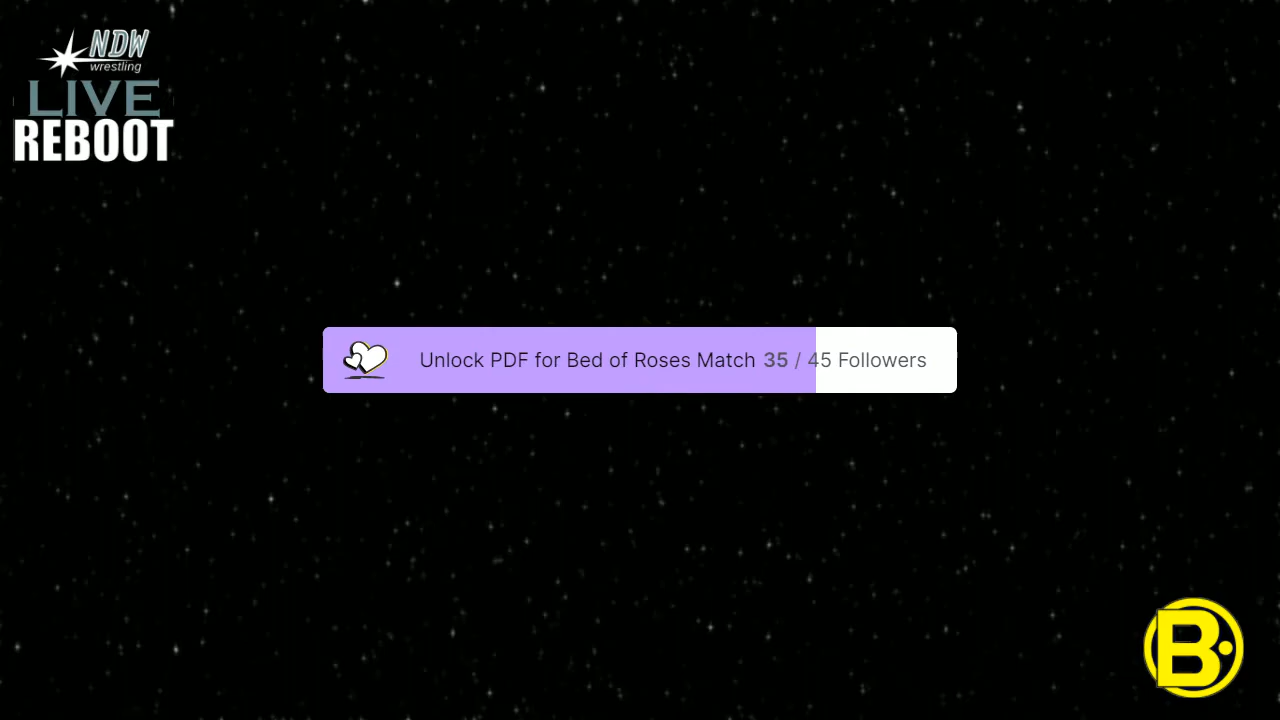 NDW
wrestling
LIVE
REBOOT
Unlock PDF for Bed of Roses Match 35 / 45 Followers
B